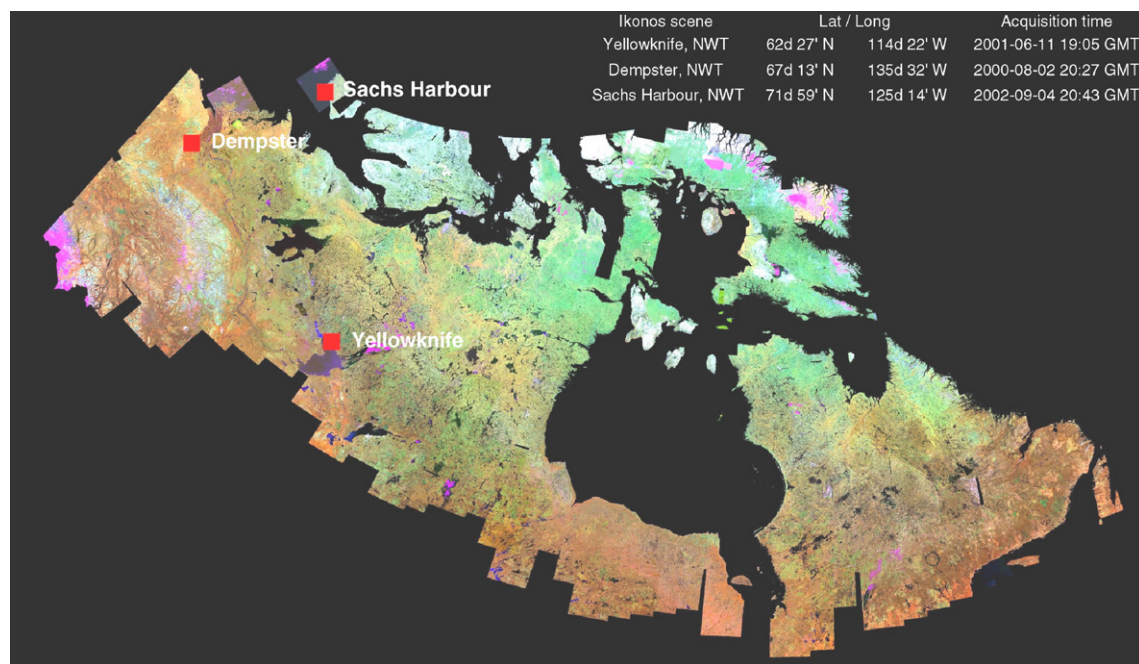 Ikonos scene Lat / Long Acquisition time
Yellowknife, NWT 62d 27' N 114d 22' W 2001-06-11 19:05 GMT
Dempster, NWT 67d 13' N 135d 32' W 2000-08-02 20:27 GMT
Sachs Harbour, NWT 71d 59' N 125d 14' W 2002-09-04 20:43 GMT
Sachs Harbour
Dempster
Yellowknife